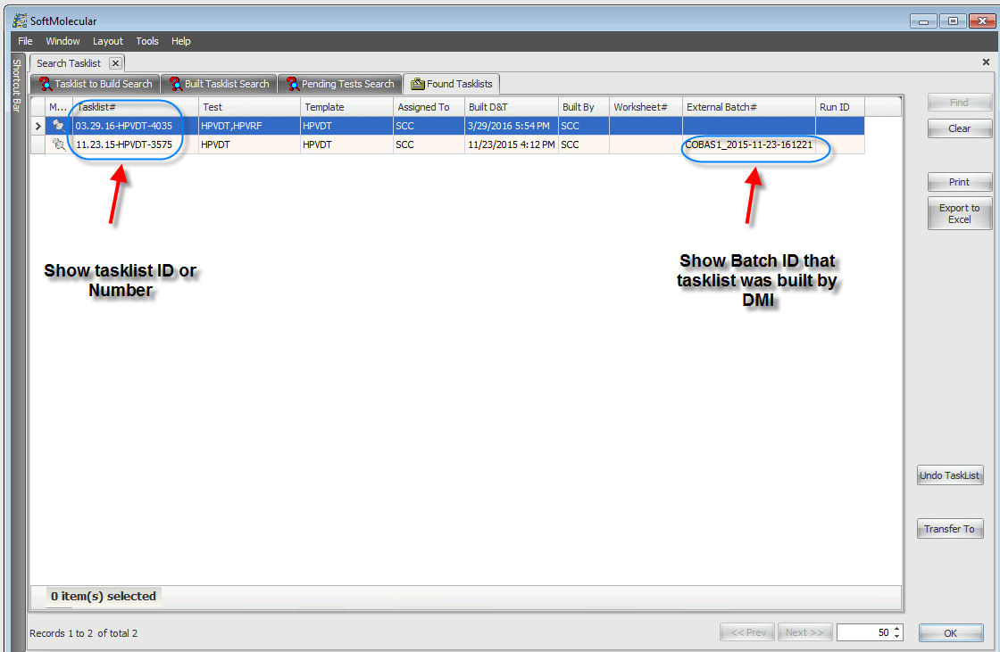 SoftMolecular
File Window Layout Tools Help
Shortcut Bar
Search Tasklist
Tasklist to Build Search Built Tasklist Search Pending Tests Search Found Tasklists
M... Tasklist# Test Template Assigned To Built D&T Built By Worksheet# External Batch# Run ID
03.29.16-HPVDT-4035 HPVDT,HPVRF HPVDT SCC 3/29/2016 5:54 PM SCC
11.23.15-HPVDT-3575 HPVDT HPVDT SCC 11/23/2015 4:12 PM SCC COBAS1_2015-11-23-161221
Find
Clear
Print
Export to
Excel
Show tasklist ID or
Number
Show Batch ID that
tasklist was built by
DMI
Undo TaskList
Transfer To
0 item(s) selected
Records 1 to 2 of total 2
<< Prev Next >> 50 OK